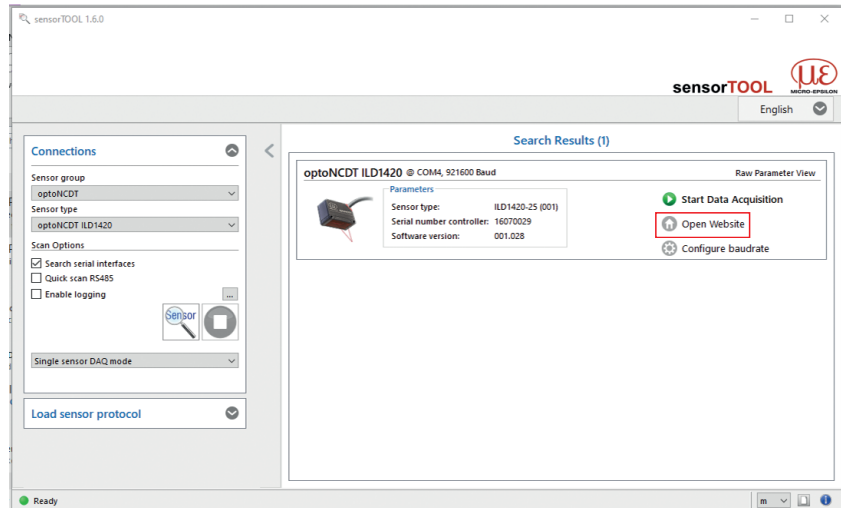 sensorTOOL 1.6.0
sensorTOOL
με
MICRO-EPSILON
English
Connections
Sensor group
optoNCDT
Sensor type
optoNCDT ILD1420
Scan Options
Search serial interfaces
Quick scan RS485
Enable logging
...
Sensor
Single sensor DAQ mode
Load sensor protocol
Search Results (1)
optoNCDT ILD1420 @ COM4, 921600 Baud
Raw Parameter View
Parameters
Sensor type: ILD1420-25 (001)
Serial number controller: 16070029
Software version: 001.028
Start Data Acquisition
Open Website
Configure baudrate
Ready
m